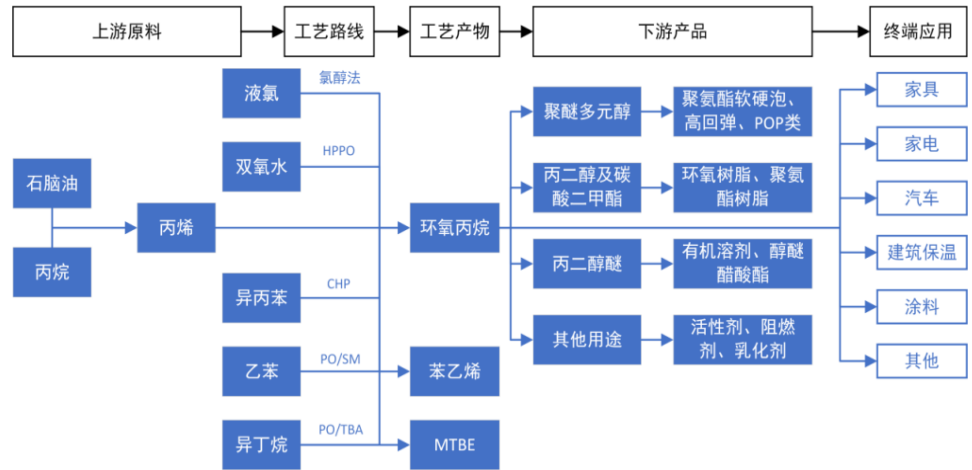 上游原料
工艺路线
工艺产物
下游产品
终端应用
石脑油
丙烷
丙烯
液氯
氯醇法
双氧水
HPPO
异丙苯
CHP
乙苯
PO/SM
异丁烷
PO/TBA
环氧丙烷
苯乙烯
MTBE
聚醚多元醇
聚氨酯软硬泡、
高回弹、POP类
丙二醇及碳
酸二甲酯
环氧树脂、聚氨
酯树脂
丙二醇醚
有机溶剂、醇醚
醋酸酯
其他用途
活性剂、阻燃
剂、乳化剂
家具
家电
汽车
建筑保温
涂料
其他